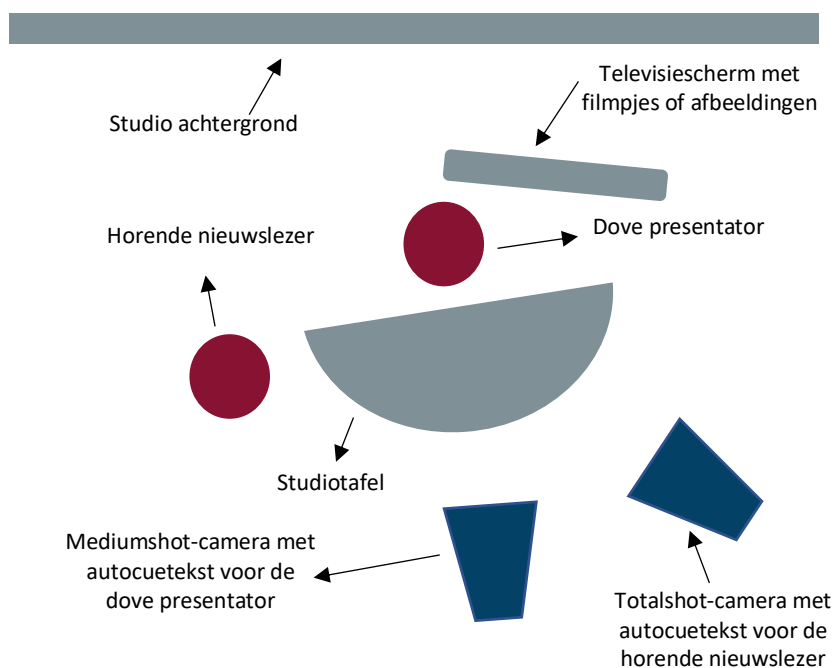 Televisiescherm met
filmpjes of afbeeldingen
Studio achtergrond
Dove presentator
Horende nieuwslezer
Studiotafel
Mediumshot-camera met
autocuetekst voor de
dove presentator
Totalshot-camera met
autocuetekst voor de
horende nieuwslezer